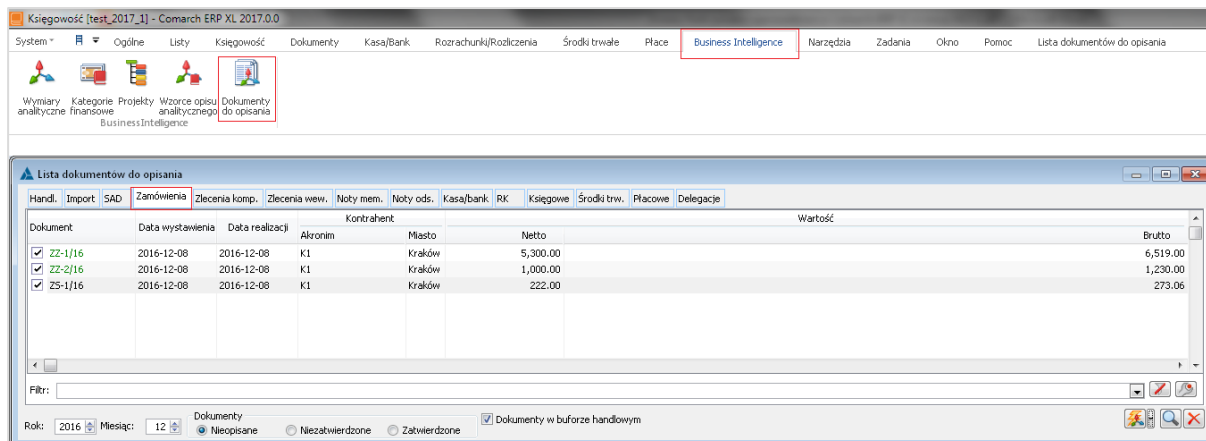 Księgowość [test_2017_1] - Comarch ERP XL 2017.0.0
System Ogólne Listy Księgowość Dokumenty Kasa/Bank Rozrachunki/Rozliczenia Środki trwałe Płace Business Intelligence Narzędzia Zadania Okno Pomoc Lista dokumentów do opisania
Wymiary Kategorie Projekty Wzorce opisu Dokumenty
analityczne finansowe analitycznego do opisania
BusinessIntelligence
Lista dokumentów do opisania
Handl. Import SAD Zamówienia Zlecenia komp. Zlecenia wew. Noty mem. Noty ods. Kasa/bank RK Księgowe Środki trw. Płacowe Delegacje
Kontrahent Wartość
Dokument Data wystawienia Data realizacji Akronim Miasto Netto Brutto
ZZ-1/16 2016-12-08 2016-12-08 K1 Kraków 5,300.00 6,519.00
ZZ-2/16 2016-12-08 2016-12-08 K1 Kraków 1,000.00 1,230.00
ZS-1/16 2016-12-08 2016-12-08 K1 Kraków 222.00 273.06
Filtr:
Dokumenty
Rok: 2016 Miesiąc: 12 Nieopisane Niezatwierdzone Zatwierdzone Dokumenty w buforze handlowym